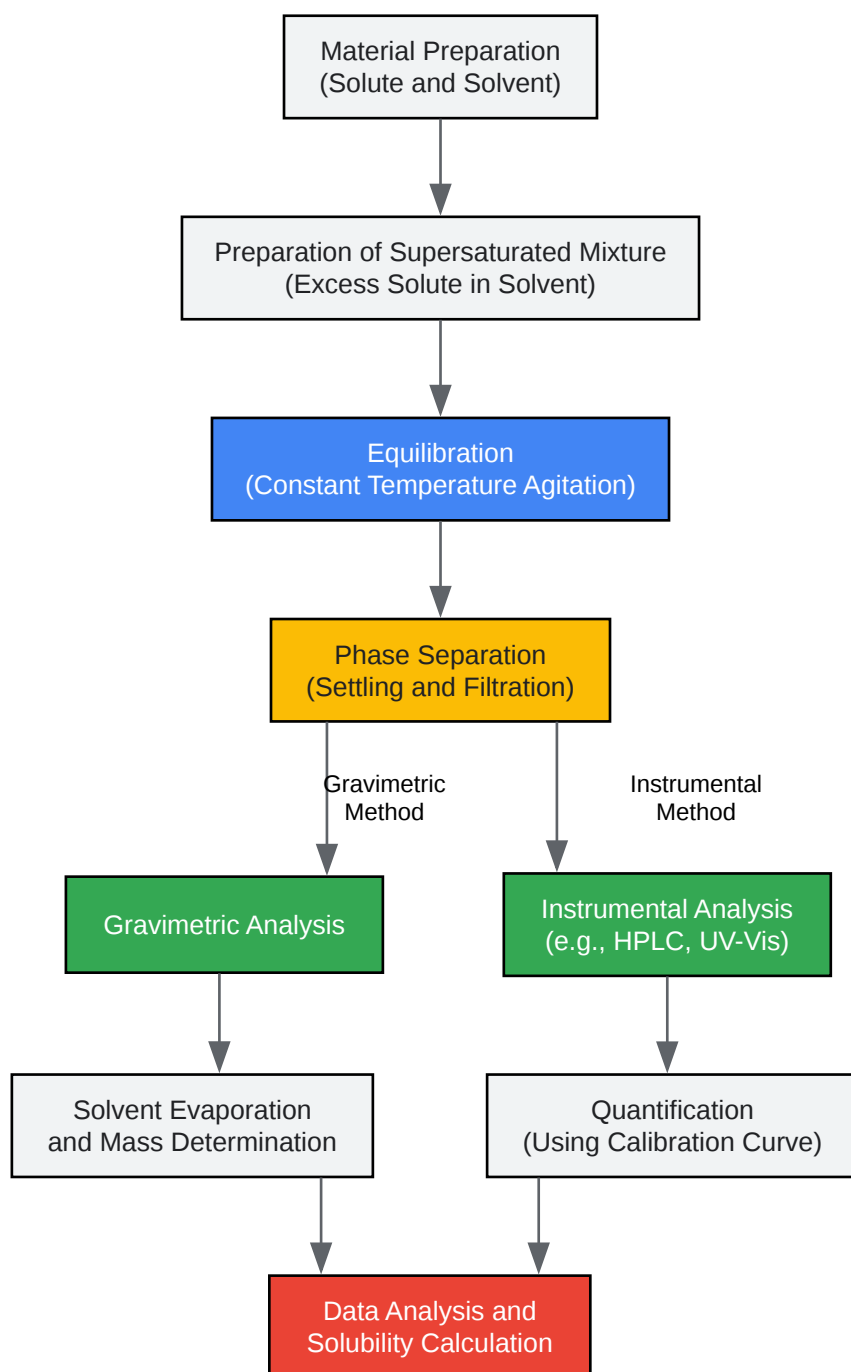 Material Preparation
(Solute and Solvent)
Preparation of Supersaturated Mixture
(Excess Solute in Solvent)
Equilibration
(Constant Temperature Agitation)
Phase Separation
(Settling and Filtration)
Gravimetric
Method
Instrumental
Method
Gravimetric Analysis
Instrumental Analysis
(e.g., HPLC, UV-Vis)
Solvent Evaporation
and Mass Determination
Quantification
(Using Calibration Curve)
Data Analysis and
Solubility Calculation